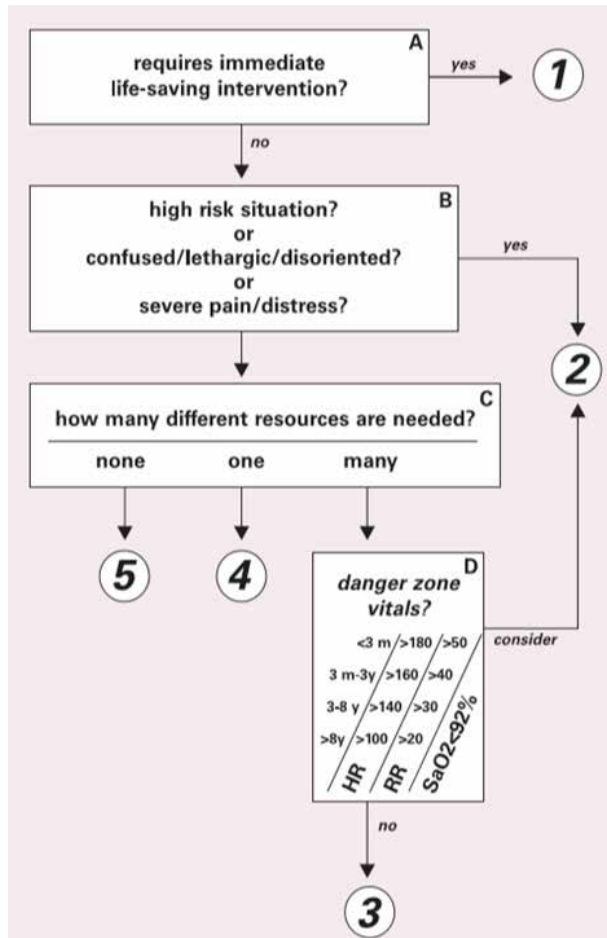 A
requires immediate
life-saving intervention?
yes
1
no
B
high risk situation?
or
confused/lethargic/disoriented?
or
severe pain/distress?
yes
2
C
how many different resources are needed?
none one many
5 4
D
danger zone
vitals?
<3 m >180 >50
3 m-3y >160 >40
3-8 y >140 >30
>8y >100 >20
HR RR SaO2<92%
consider
no
3